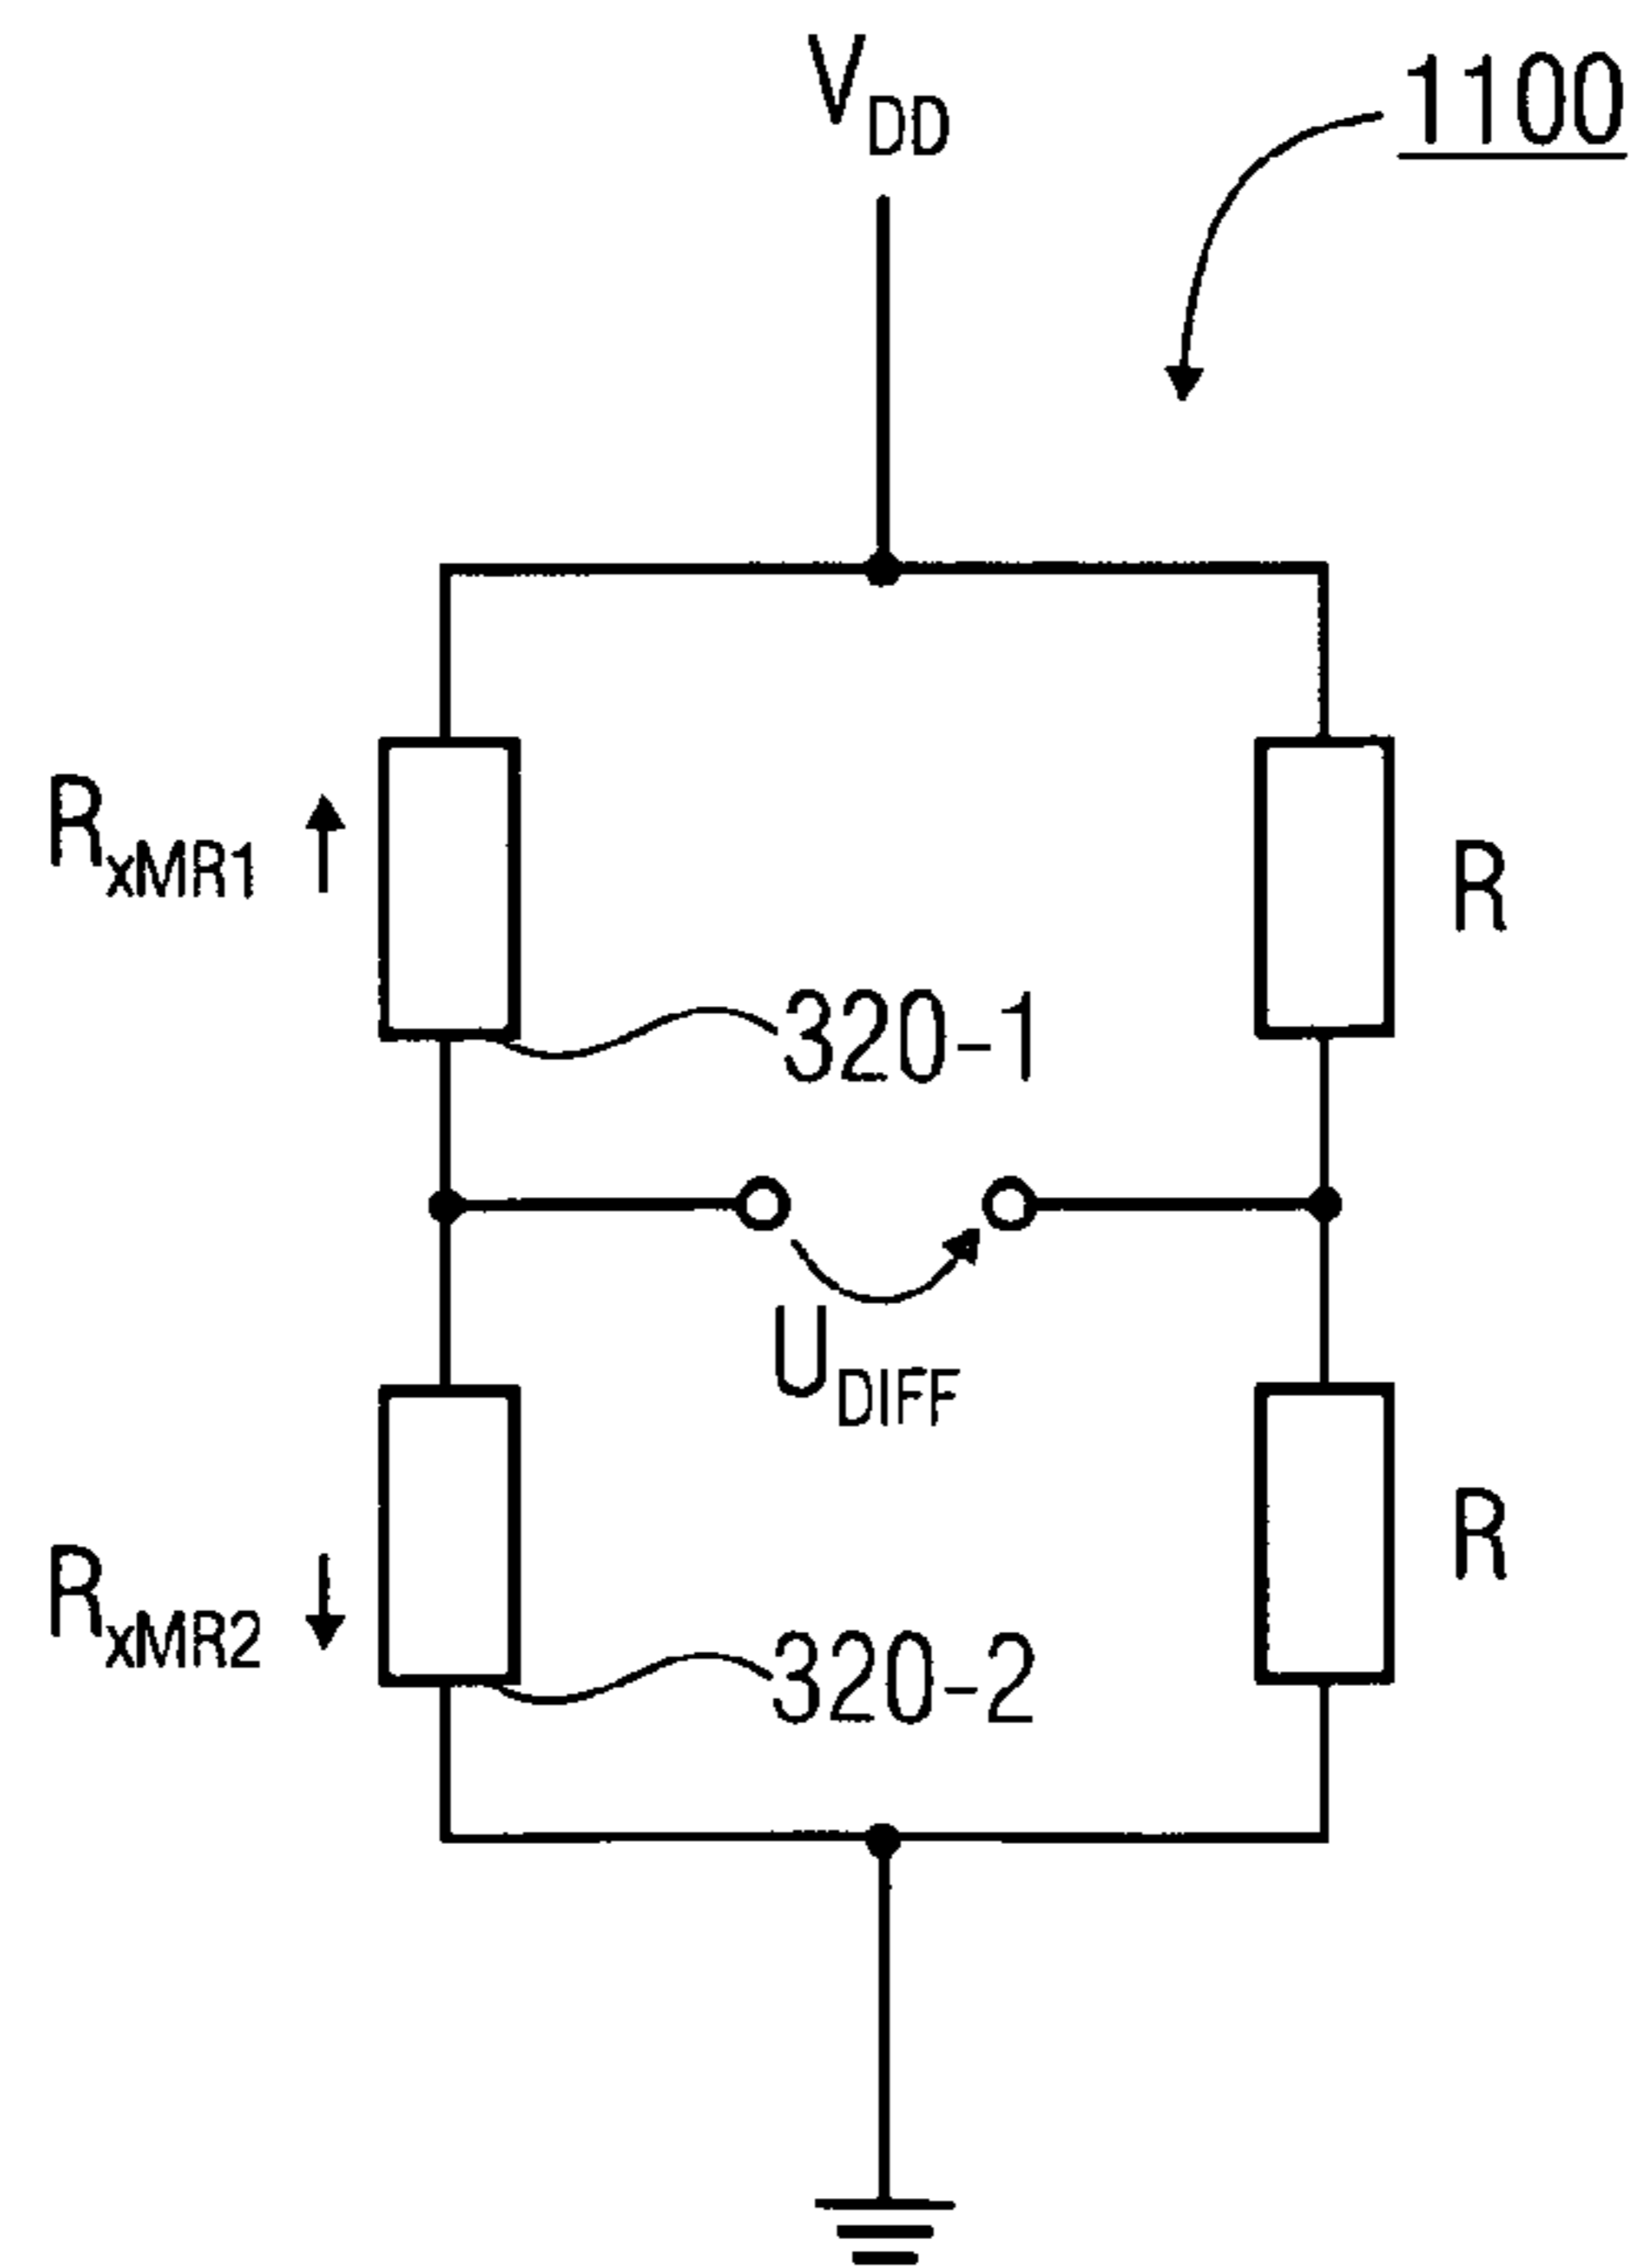 V_DD
1100
R_xMR1
R
320-1
U_DIFF
R_xMR2
R
320-2